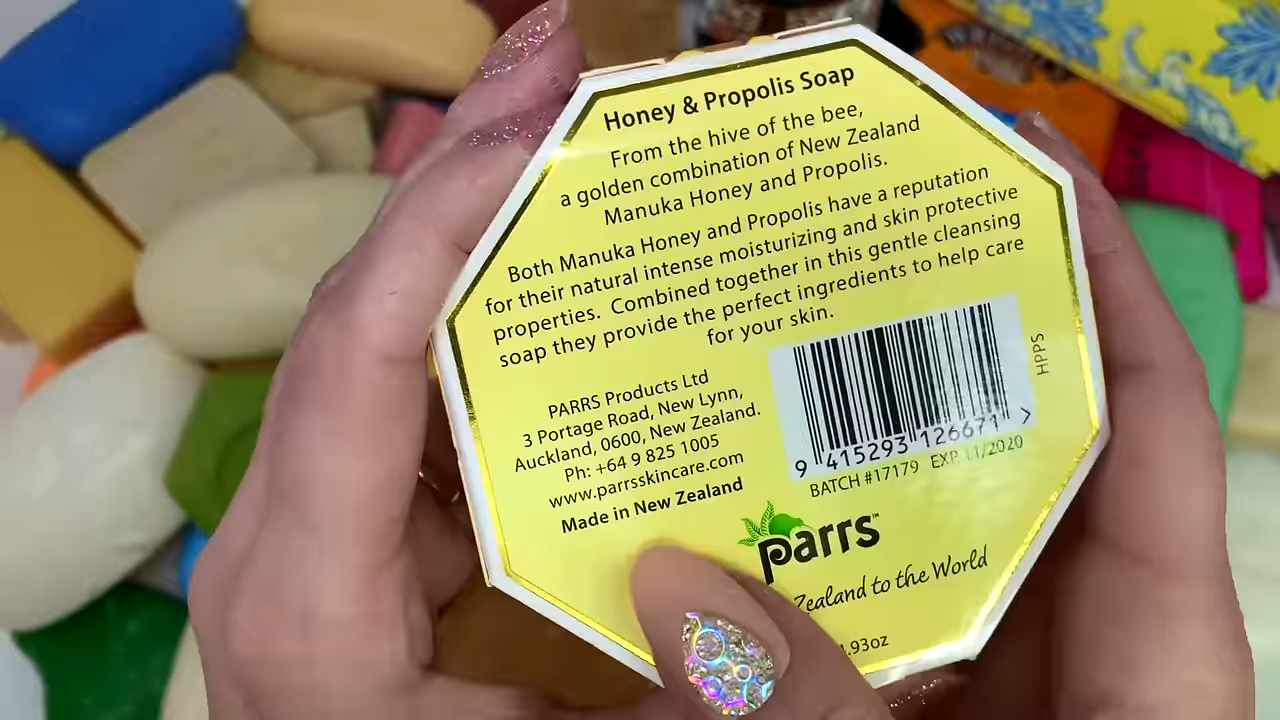 Honey & Propolis Soap
From the hive of the bee,
a golden combination of New Zealand
Manuka Honey and Propolis.
Both Manuka Honey and Propolis have a reputation
for their natural intense moisturizing and skin protective
properties. Combined together in this gentle cleansing
soap they provide the perfect ingredients to help care
for your skin.
PARRS Products Ltd
3 Portage Road, New Lynn,
Auckland, 0600, New Zealand.
Ph: +64 9 825 1005
www.parrsskincare.com
Made in New Zealand
HPPS
9 415293 126671 >
BATCH #17179 EXP. 11/2020
parrs™
Zealand to the World
.93oz